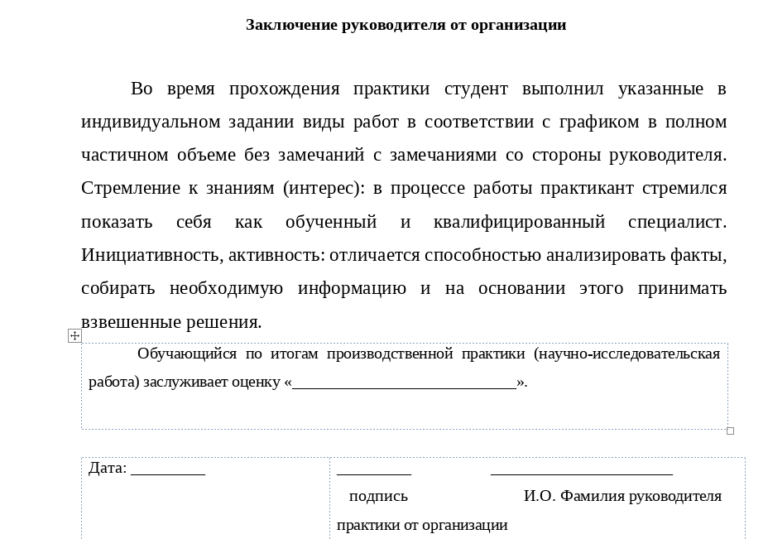 Заключение руководителя от организации
Во время прохождения практики студент выполнил указанные в
индивидуальном задании виды работ в соответствии с графиком в полном
частичном объеме без замечаний с замечаниями со стороны руководителя.
Стремление к знаниям (интерес): в процессе работы практикант стремился
показать себя как обученный и квалифицированный специалист.
Инициативность, активность: отличается способностью анализировать факты,
собирать необходимую информацию и на основании этого принимать
взвешенные решения.
Обучающийся по итогам производственной практики (научно-исследовательская
работа) заслуживает оценку «___________________________».
Дата: _________
_________ ______________________
подпись И.О. Фамилия руководителя
практики от организации